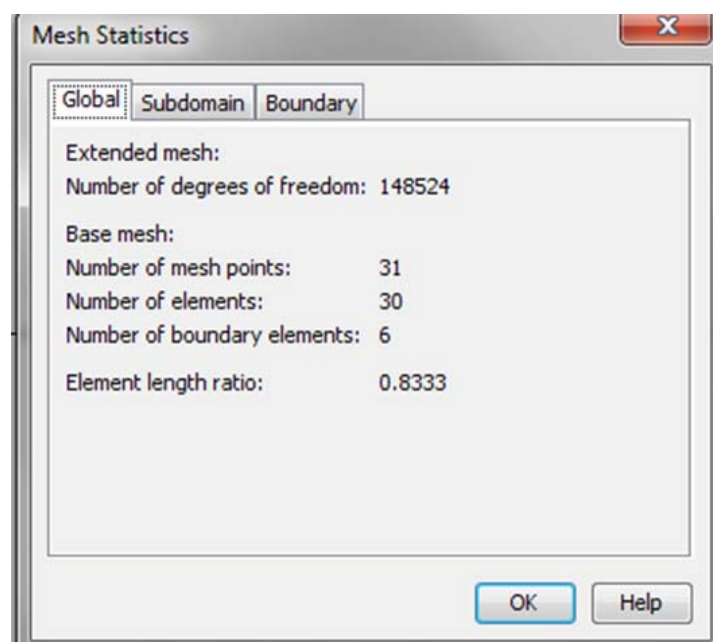 Mesh Statistics
Global Subdomain Boundary
Extended mesh:
Number of degrees of freedom: 148524
Base mesh:
Number of mesh points: 31
Number of elements: 30
Number of boundary elements: 6
Element length ratio: 0.8333
OK Help